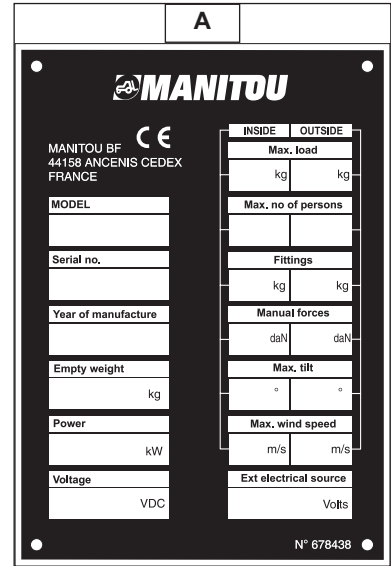 A
MANITOU
CE
MANITOU BF
44158 ANCENIS CEDEX
FRANCE
MODEL
Serial no.
Year of manufacture
Empty weight
kg
Power
kW
Voltage
VDC
INSIDE OUTSIDE
Max. load
kg kg
Max. no of persons
Fittings
kg kg
Manual forces
daN daN
Max. tilt
° °
Max. wind speed
m/s m/s
Ext electrical source
Volts
N° 678438